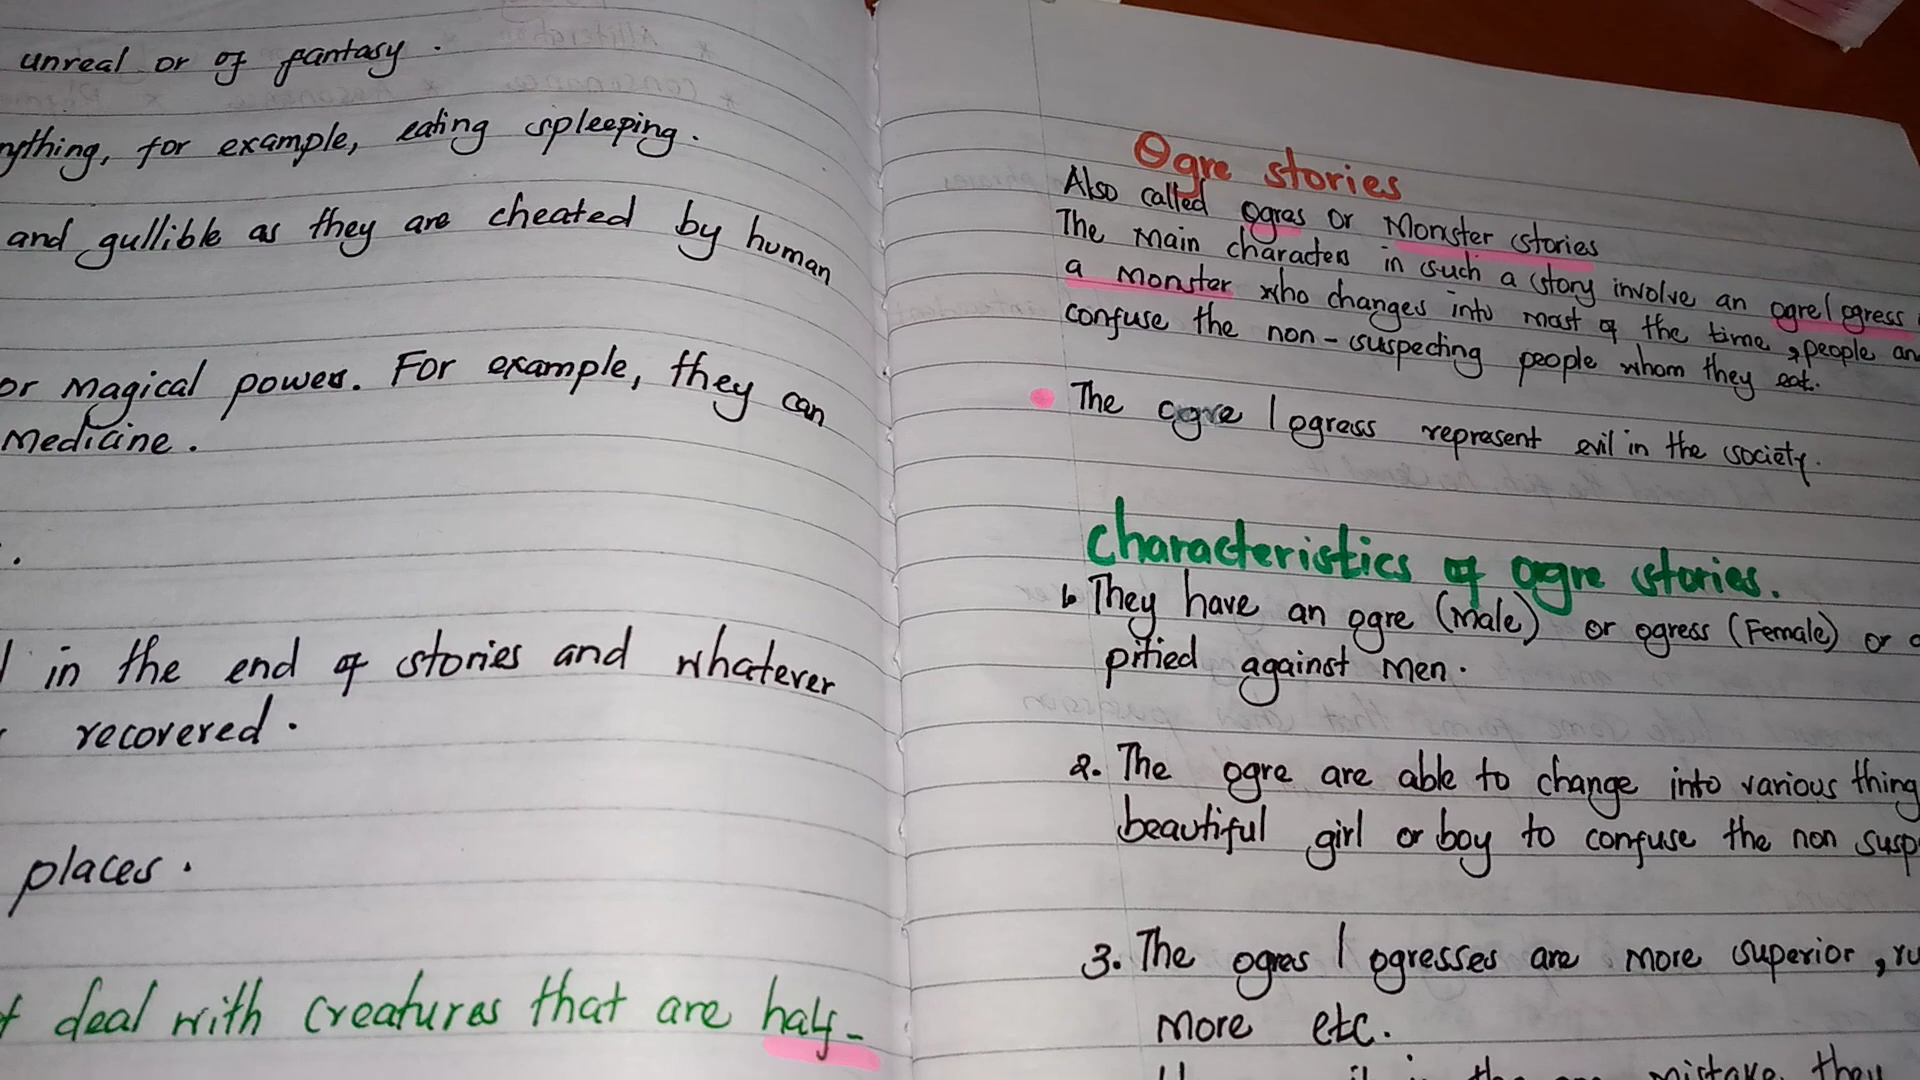 unreal or of fantasy.
nything, for example, eating spleeping.
and gullible as they are cheated by human
or magical powers. For example, they can
medicine.
in the end of stories and whatever
recovered.
places.
deal with creatures that are half-
Ogre stories
Also called ogres or Monster stories
The main characters in such a story involve an ogre/ogress
a monster who changes into most of the time, people an
confuse the non-suspecting people whom they eat.
The ogre / ogress represent evil in the society.
Characteristics of ogre stories.
1. They have an ogre (male) or ogress (Female) or a
pitied against men.
2. The ogre are able to change into various thing
beautiful girl or boy to confuse the non susp
3. The ogres / ogresses are more superior, ru
more etc.
mistake they